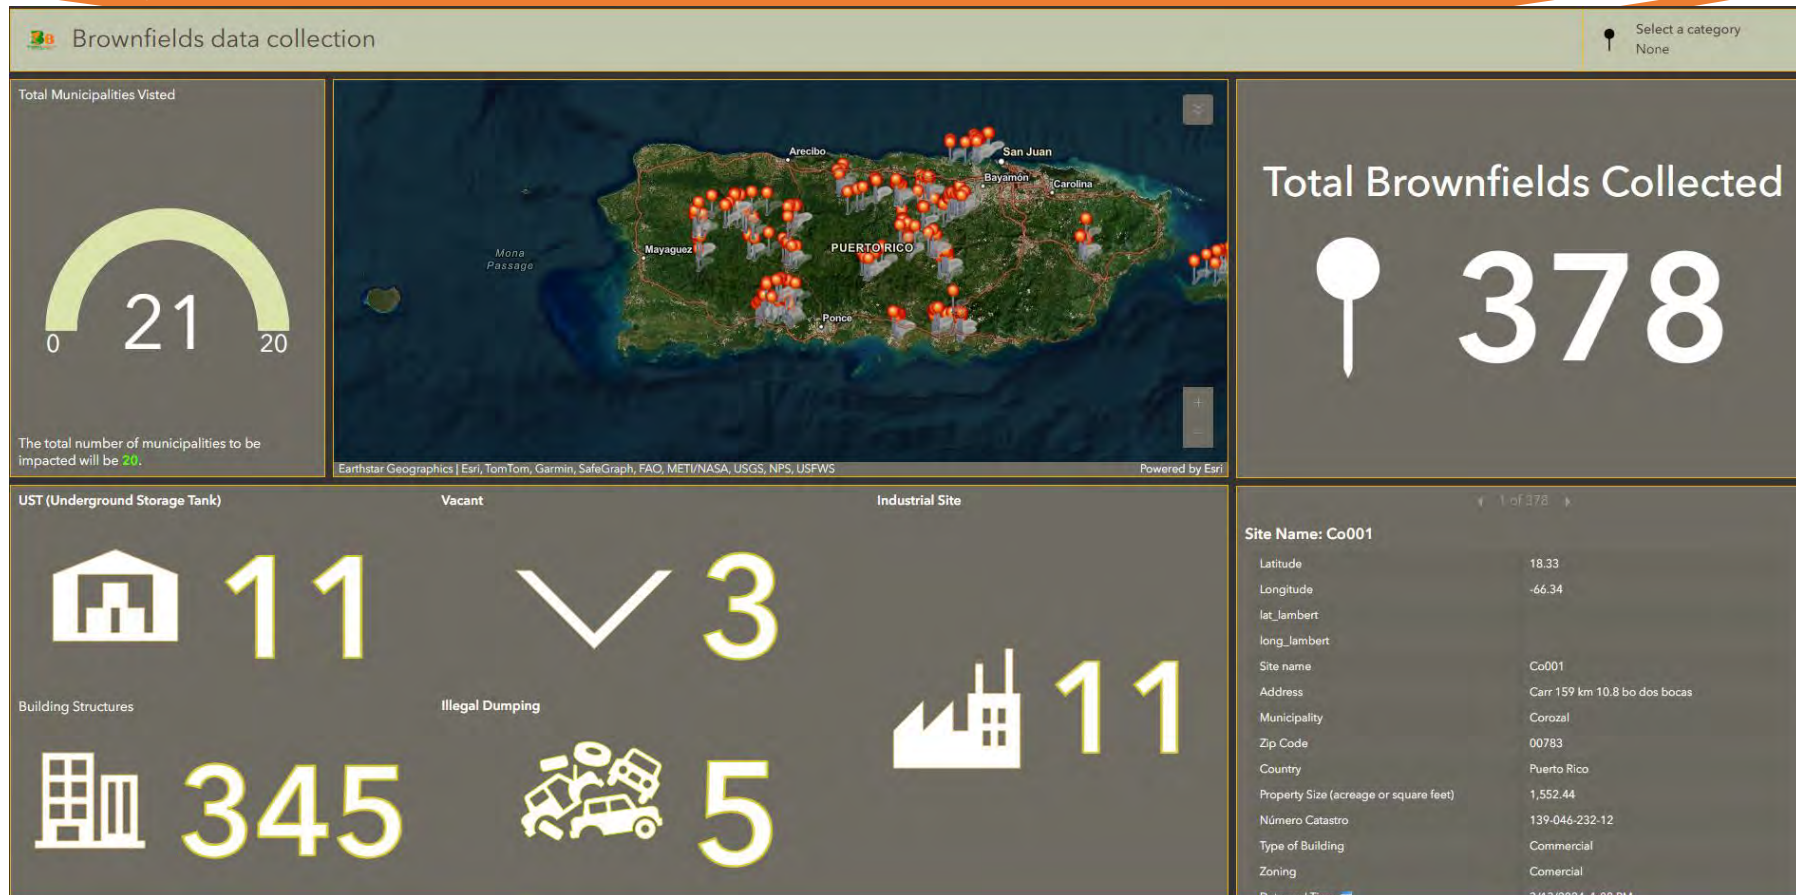 Brownfields data collection
Select a category
None
Total Municipalities Visted
21
0
20
The total number of municipalities to be
impacted will be 20.
Arecibo
San Juan
Bayamón
Carolina
Mayaguez
PUERTO RICO
Mona
Passage
Ponce
Earthstar Geographics | Esri, TomTom, Garmin, SafeGraph, FAO, METI/NASA, USGS, NPS, USFWS
Powered by Esri
Total Brownfields Collected
378
UST (Underground Storage Tank)
11
Vacant
3
Industrial Site
11
Building Structures
345
Illegal Dumping
5
1 of 378
Site Name: Co001
Latitude 18.33
Longitude -66.34
lat_lambert
long_lambert
Site name Co001
Address Carr 159 km 10.8 bo dos bocas
Municipality Corozal
Zip Code 00783
Country Puerto Rico
Property Size (acreage or square feet) 1,552.44
Número Catastro 139-046-232-12
Type of Building Commercial
Zoning Comercial